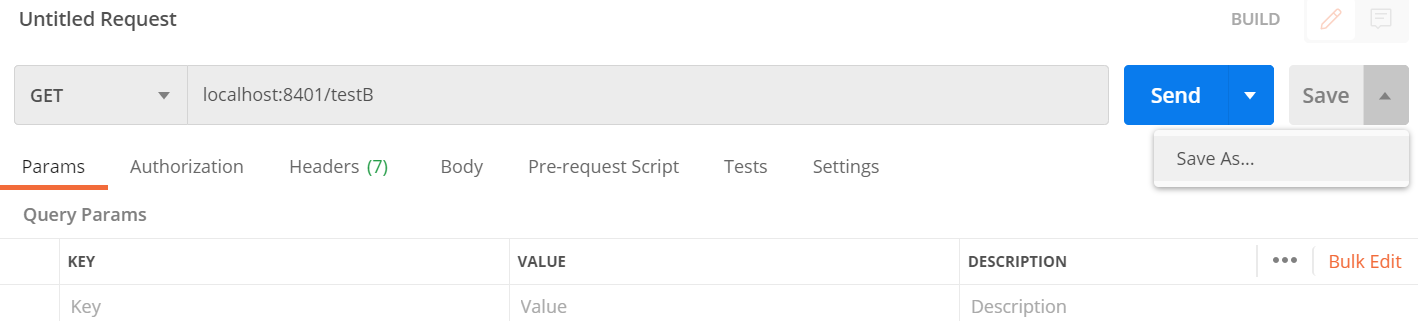 Untitled Request BUILD
GET localhost:8401/testB Send Save
Save As...
Params Authorization Headers (7) Body Pre-request Script Tests Settings
Query Params
KEY VALUE DESCRIPTION ••• Bulk Edit
Key Value Description